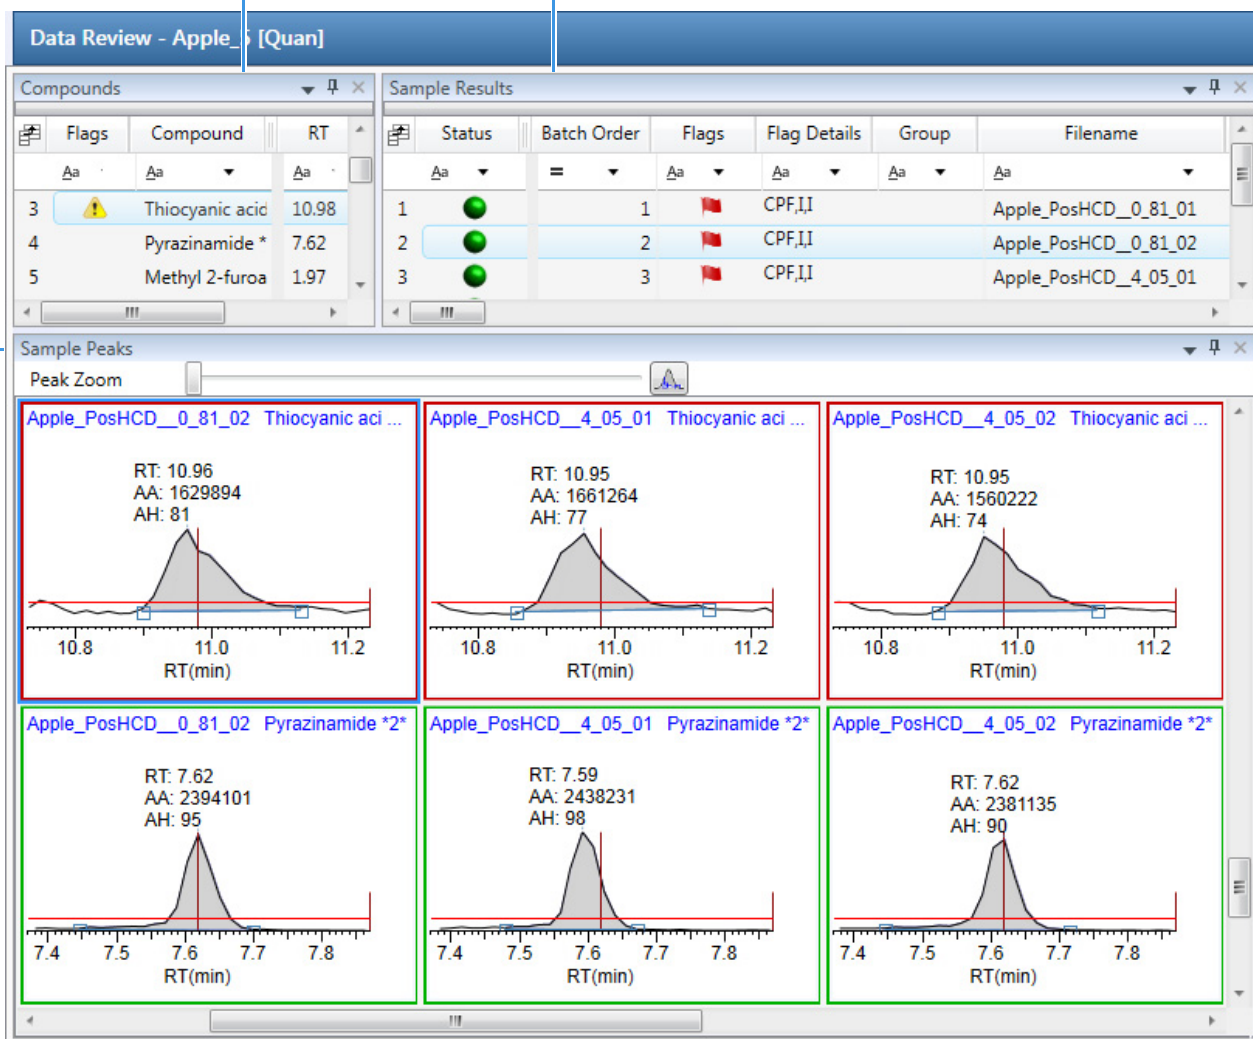 Data Review - Apple_5 [Quan]
Compounds
Flags Compound RT
Aa Aa Aa
3 Thiocyanic acid 10.98
4 Pyrazinamide * 7.62
5 Methyl 2-furoa 1.97
Sample Results
Status Batch Order Flags Flag Details Group Filename
Aa = Aa Aa Aa Aa
1 1 CPF,I,I Apple_PosHCD__0_81_01
2 2 CPF,I,I Apple_PosHCD__0_81_02
3 3 CPF,I,I Apple_PosHCD__4_05_01
Sample Peaks
Peak Zoom
Apple_PosHCD__0_81_02 Thiocyanic aci ...
RT: 10.96
AA: 1629894
AH: 81
10.8 11.0 11.2
RT(min)
Apple_PosHCD__4_05_01 Thiocyanic aci ...
RT: 10.95
AA: 1661264
AH: 77
10.8 11.0 11.2
RT(min)
Apple_PosHCD__4_05_02 Thiocyanic aci ...
RT: 10.95
AA: 1560222
AH: 74
10.8 11.0 11.2
RT(min)
Apple_PosHCD__0_81_02 Pyrazinamide *2*
RT: 7.62
AA: 2394101
AH: 95
7.4 7.5 7.6 7.7 7.8
RT(min)
Apple_PosHCD__4_05_01 Pyrazinamide *2*
RT: 7.59
AA: 2438231
AH: 98
7.4 7.5 7.6 7.7 7.8
RT(min)
Apple_PosHCD__4_05_02 Pyrazinamide *2*
RT: 7.62
AA: 2381135
AH: 90
7.4 7.5 7.6 7.7 7.8
RT(min)